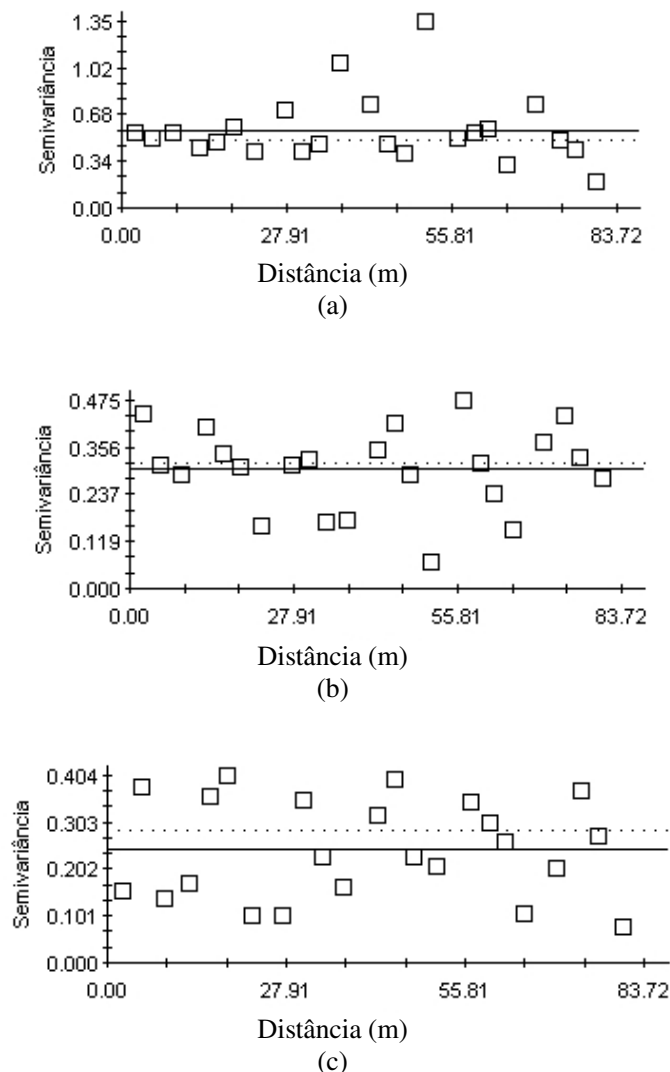 1.35
1.02
0.68
0.34
0.00
Semivariância
0.00 27.91 55.81 83.72
Distância (m)
(a)
0.475
0.356
0.237
0.119
0.000
Semivariância
0.00 27.91 55.81 83.72
Distância (m)
(b)
0.404
0.303
0.202
0.101
0.000
Semivariância
0.00 27.91 55.81 83.72
Distância (m)
(c)